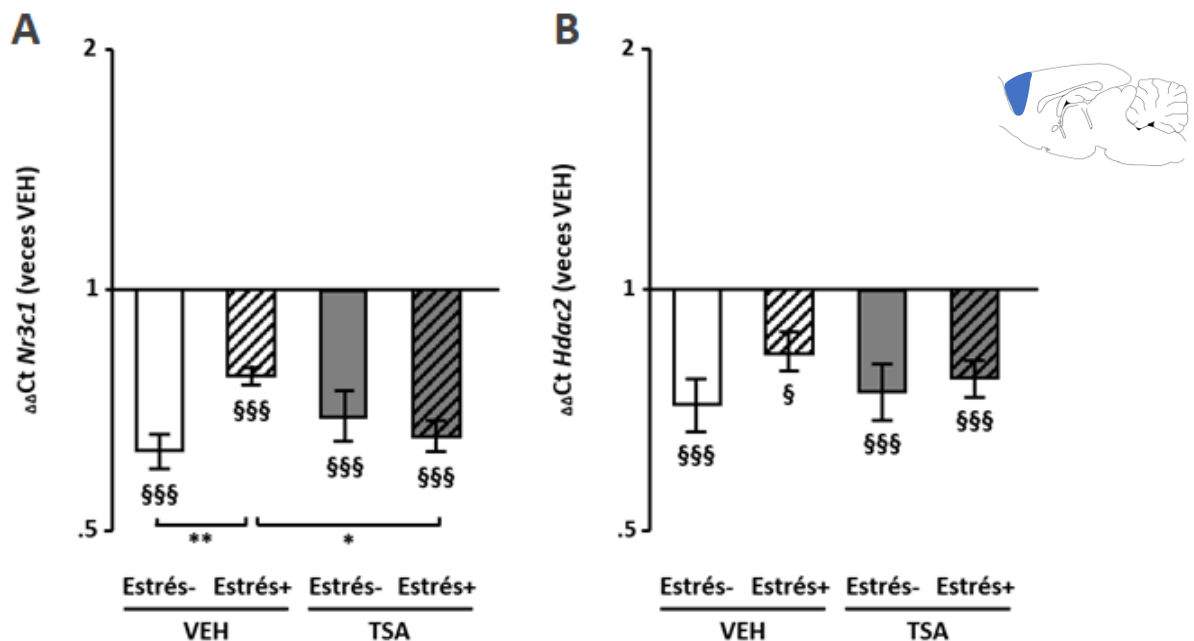 A
2
1
.5
ΔΔCt Nr3c1 (veces VEH)
§§§
§§§
§§§
§§§
**
*
Estrés- Estrés+ Estrés- Estrés+
VEH TSA
B
2
1
.5
ΔΔCt Hdac2 (veces VEH)
§§§
§
§§§
§§§
Estrés- Estrés+ Estrés- Estrés+
VEH TSA